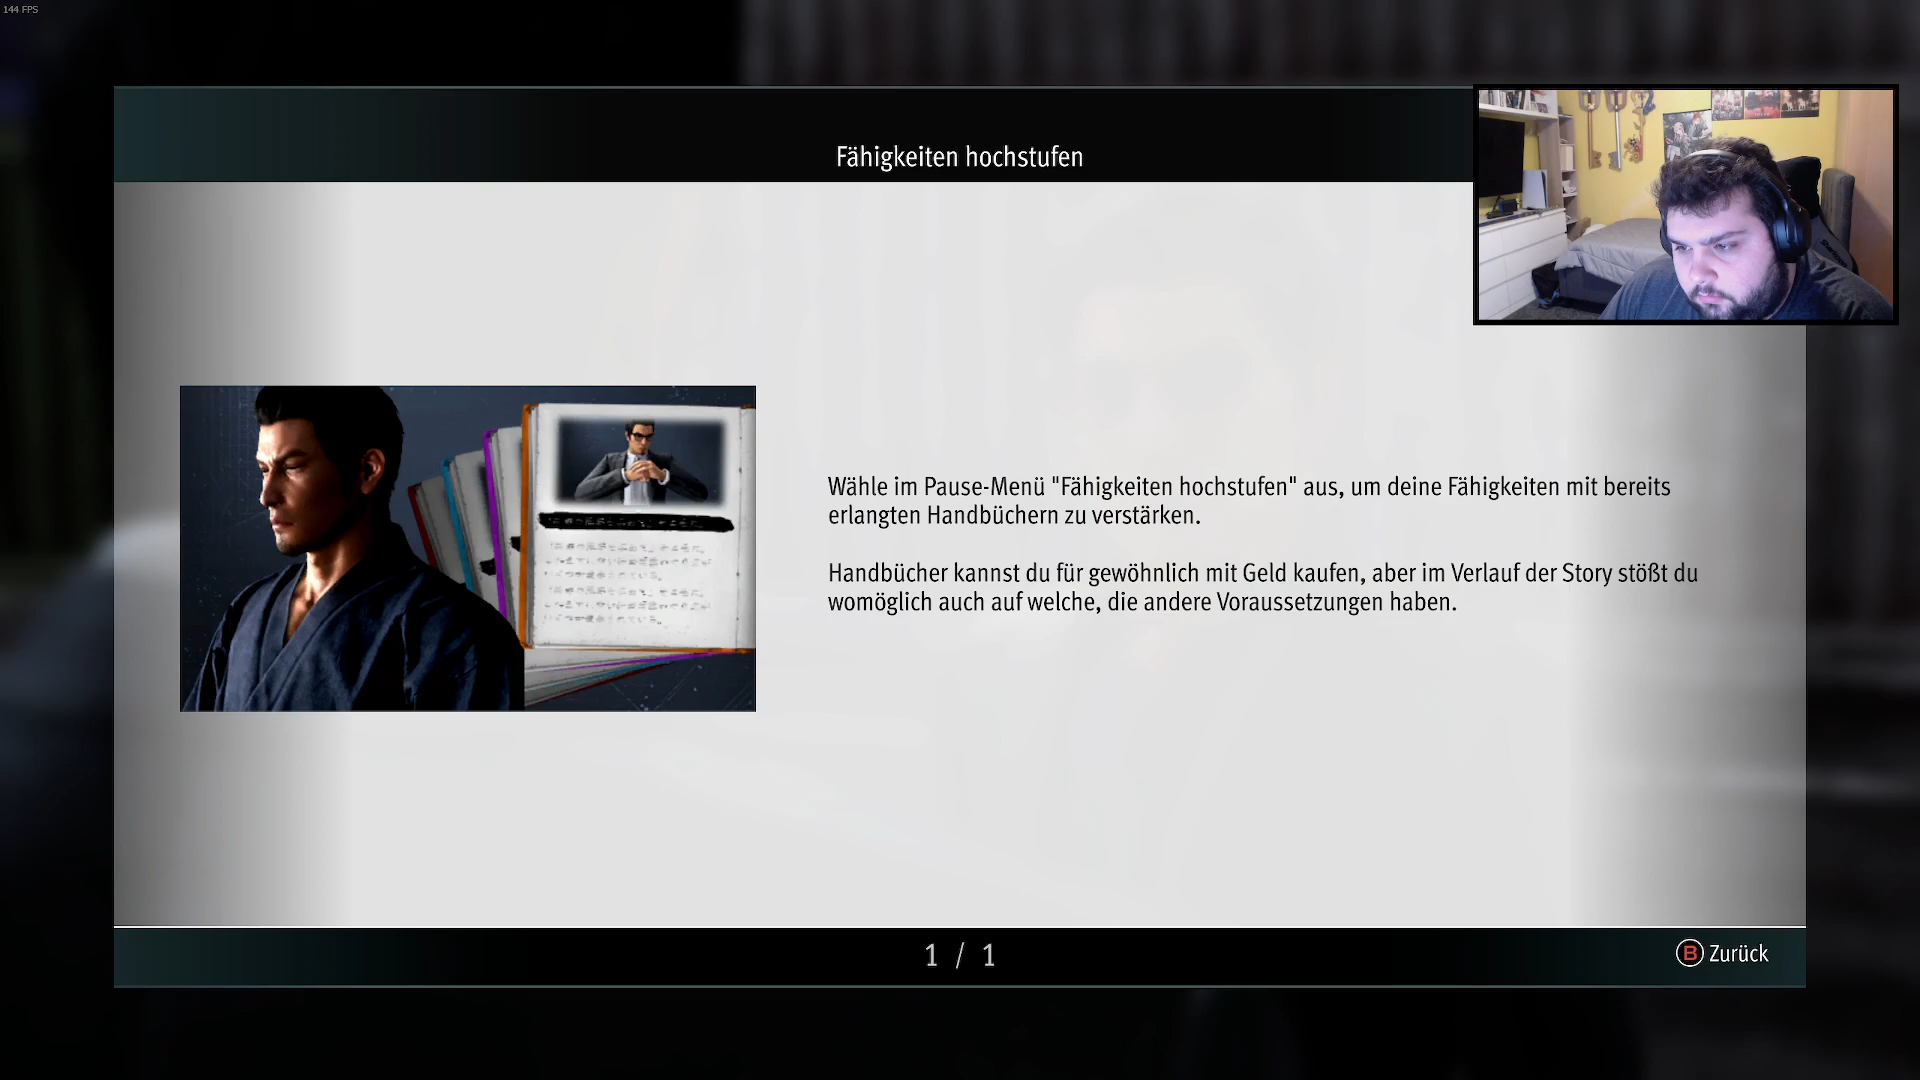 144 FPS
Fähigkeiten hochstufen
Wähle im Pause-Menü "Fähigkeiten hochstufen" aus, um deine Fähigkeiten mit bereits
erlangten Handbüchern zu verstärken.
Handbücher kannst du für gewöhnlich mit Geld kaufen, aber im Verlauf der Story stößt du
womöglich auch auf welche, die andere Voraussetzungen haben.
1 / 1
B Zurück